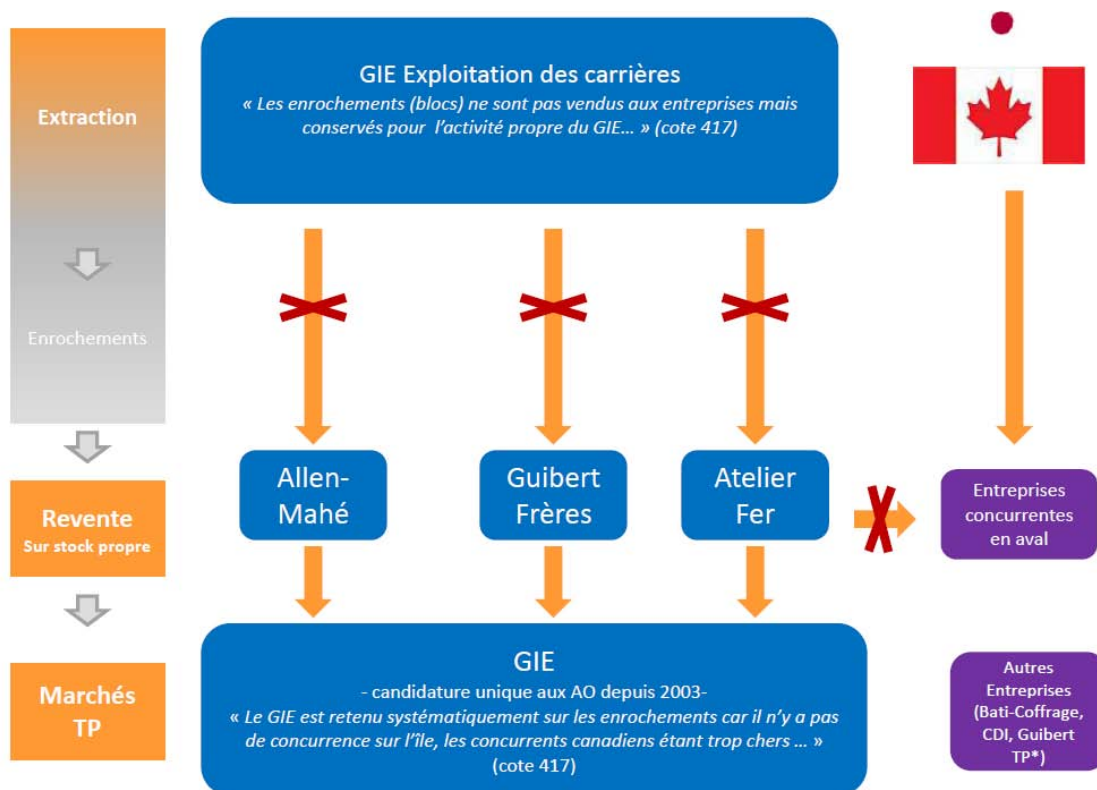 Extraction
Enrochements
Revente
Sur stock propre
Marchés
TP
GIE Exploitation des carrières
« Les enrochements (blocs) ne sont pas vendus aux entreprises mais
conservés pour l’activité propre du GIE… » (cote 417)
Allen-
Mahé
Guibert
Frères
Atelier
Fer
Entreprises
concurrentes
en aval
GIE
- candidature unique aux AO depuis 2003-
« Le GIE est retenu systématiquement sur les enrochements car il n’y a pas
de concurrence sur l’île, les concurrents canadiens étant trop chers … »
(cote 417)
Autres
Entreprises
(Bati-Coffrage,
CDI, Guibert
TP*)